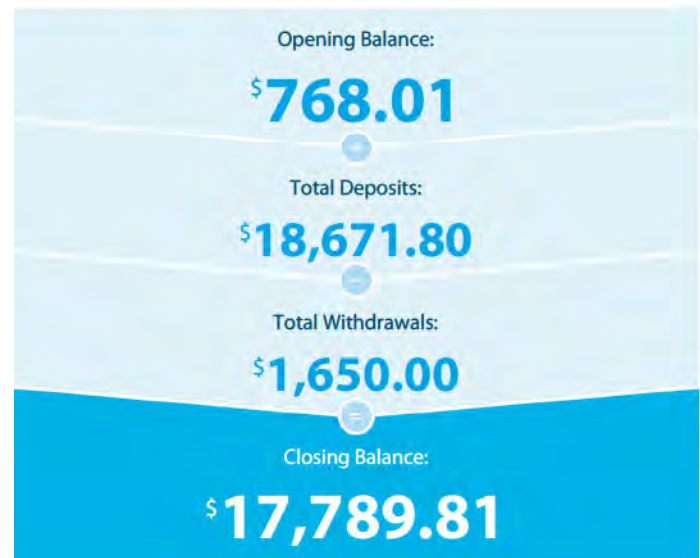 Opening Balance:
$768.01
+
Total Deposits:
$18,671.80
−
Total Withdrawals:
$1,650.00
=
Closing Balance:
$17,789.81